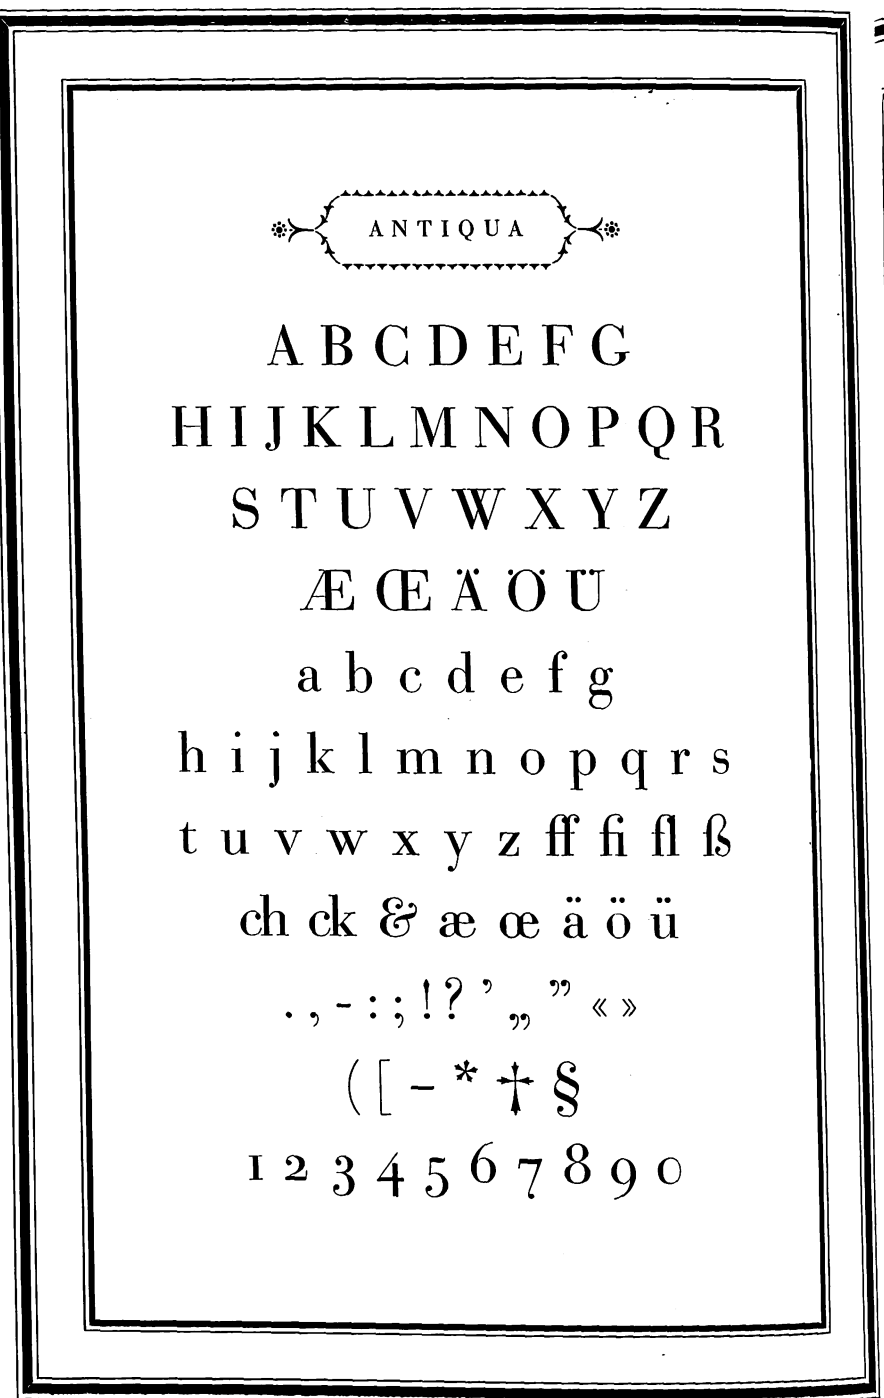 ANTIQUA
A B C D E F G
H I J K L M N O P Q R
S T U V W X Y Z
Æ Œ Ä Ö Ü
a b c d e f g
h i j k l m n o p q r s
t u v w x y z ff fi fl ß
ch ck & æ œ ä ö ü
. , - : ; ! ? ’ „ ” « »
( [ – * † §
1 2 3 4 5 6 7 8 9 0